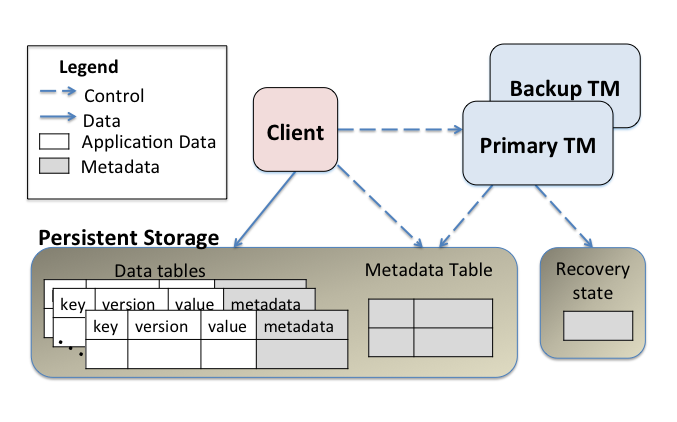 Legend
Control
Data
Application Data
Metadata
Client
Backup TM
Primary TM
Persistent Storage
Data tables
key version value metadata
key version value metadata
Metadata Table
Recovery
state